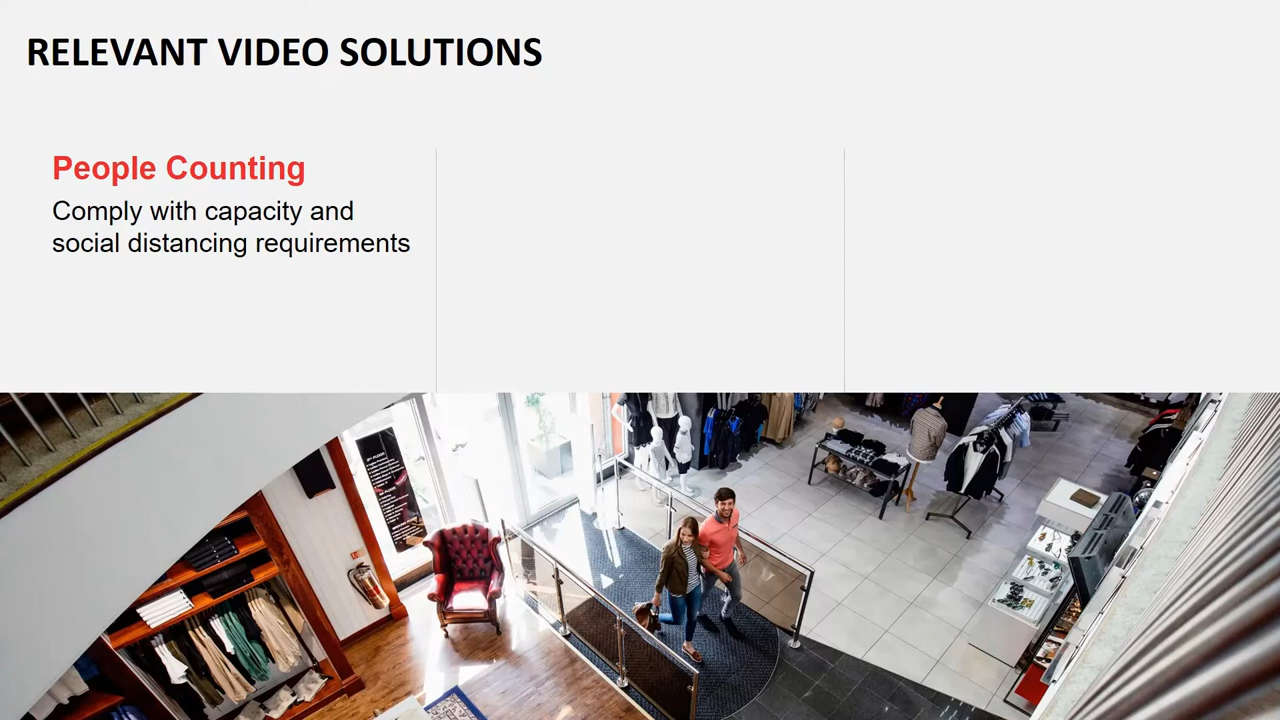 RELEVANT VIDEO SOLUTIONS
People Counting
Comply with capacity and
social distancing requirements